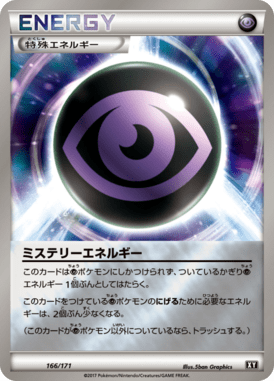 ENERGY
特殊エネルギー
ミステリーエネルギー
このカードは ポケモンにしかつけられず、ついているかぎり
エネルギー 1個ぶんとしてはたらく。
このカードをつけている ポケモンのにげるために必要なエネル
ギーは、2個ぶん少なくなる。
（このカードが ポケモン以外についているなら、トラッシュする。）
166/171
Illus.5ban Graphics
XY
©2017 Pokémon/Nintendo/Creatures/GAME FREAK.